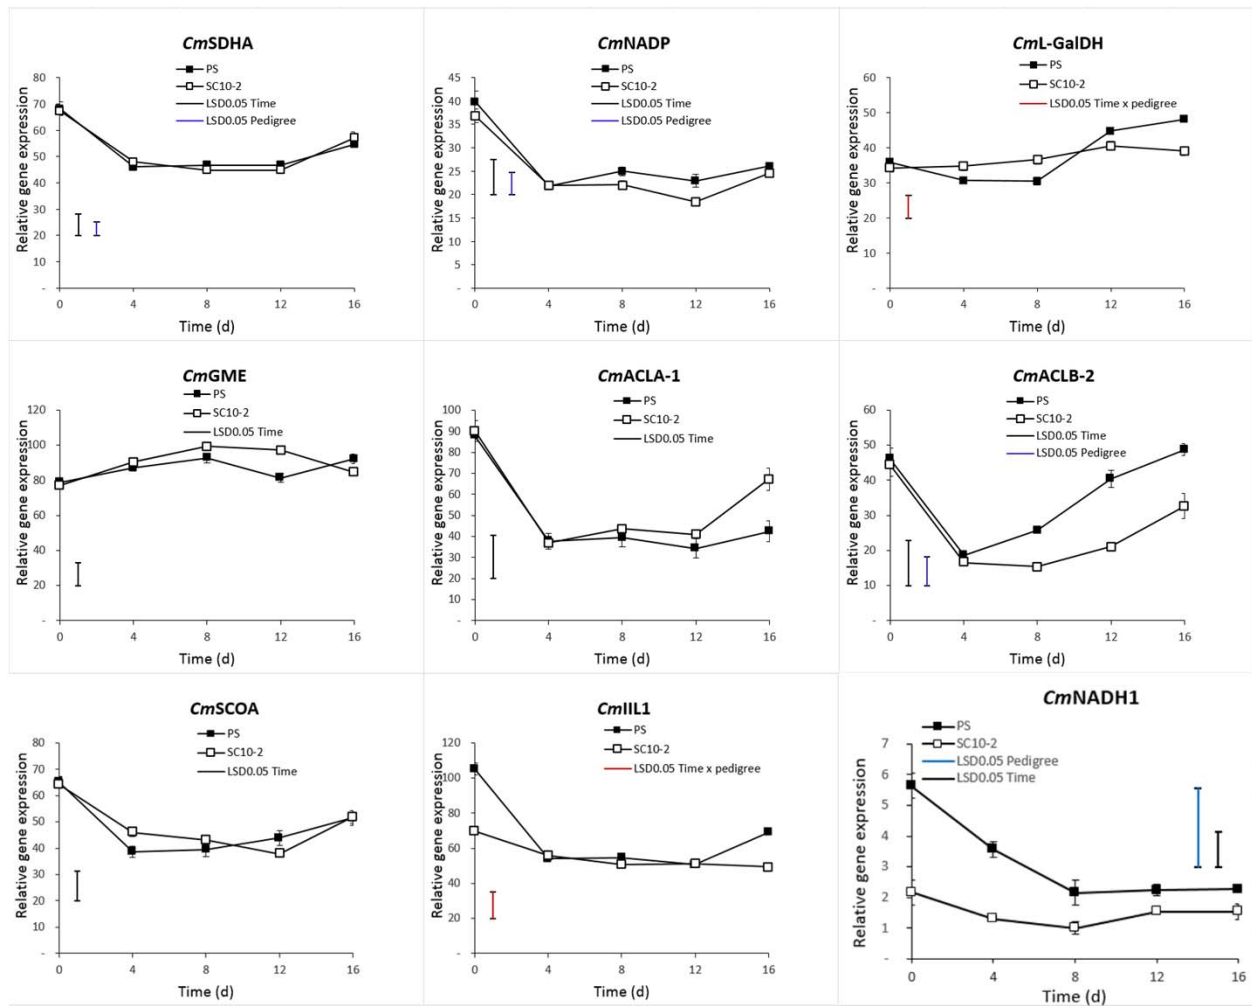 CmSDHA
PS
SC10-2
LSD0.05 Time
LSD0.05 Pedigree
Relative gene expression
80
70
60
50
40
30
20
10
-
0 4 8 12 16
Time (d)
CmNADP
PS
SC10-2
LSD0.05 Time
LSD0.05 Pedigree
Relative gene expression
45
40
35
30
25
20
15
10
5
-
0 4 8 12 16
Time (d)
CmL-GalDH
PS
SC10-2
LSD0.05 Time x pedigree
Relative gene expression
60
50
40
30
20
10
-
0 4 8 12 16
Time (d)
CmGME
PS
SC10-2
LSD0.05 Time
Relative gene expression
120
100
80
60
40
20
-
0 4 8 12 16
Time (d)
CmACLA-1
PS
SC10-2
LSD0.05 Time
Relative gene expression
100
90
80
70
60
50
40
30
20
10
-
0 4 8 12 16
Time (d)
CmACLB-2
PS
SC10-2
LSD0.05 Time
LSD0.05 Pedigree
Relative gene expression
60
50
40
30
20
10
-
0 4 8 12 16
Time (d)
CmSCOA
PS
SC10-2
LSD0.05 Time
Relative gene expression
80
70
60
50
40
30
20
10
-
0 4 8 12 16
Time (d)
CmIIL1
PS
SC10-2
LSD0.05 Time x pedigree
Relative gene expression
120
100
80
60
40
20
-
0 4 8 12 16
Time (d)
CmNADH1
PS
SC10-2
LSD0.05 Pedigree
LSD0.05 Time
Relative gene expression
7
6
5
4
3
2
1
-
0 4 8 12 16
Time (d)